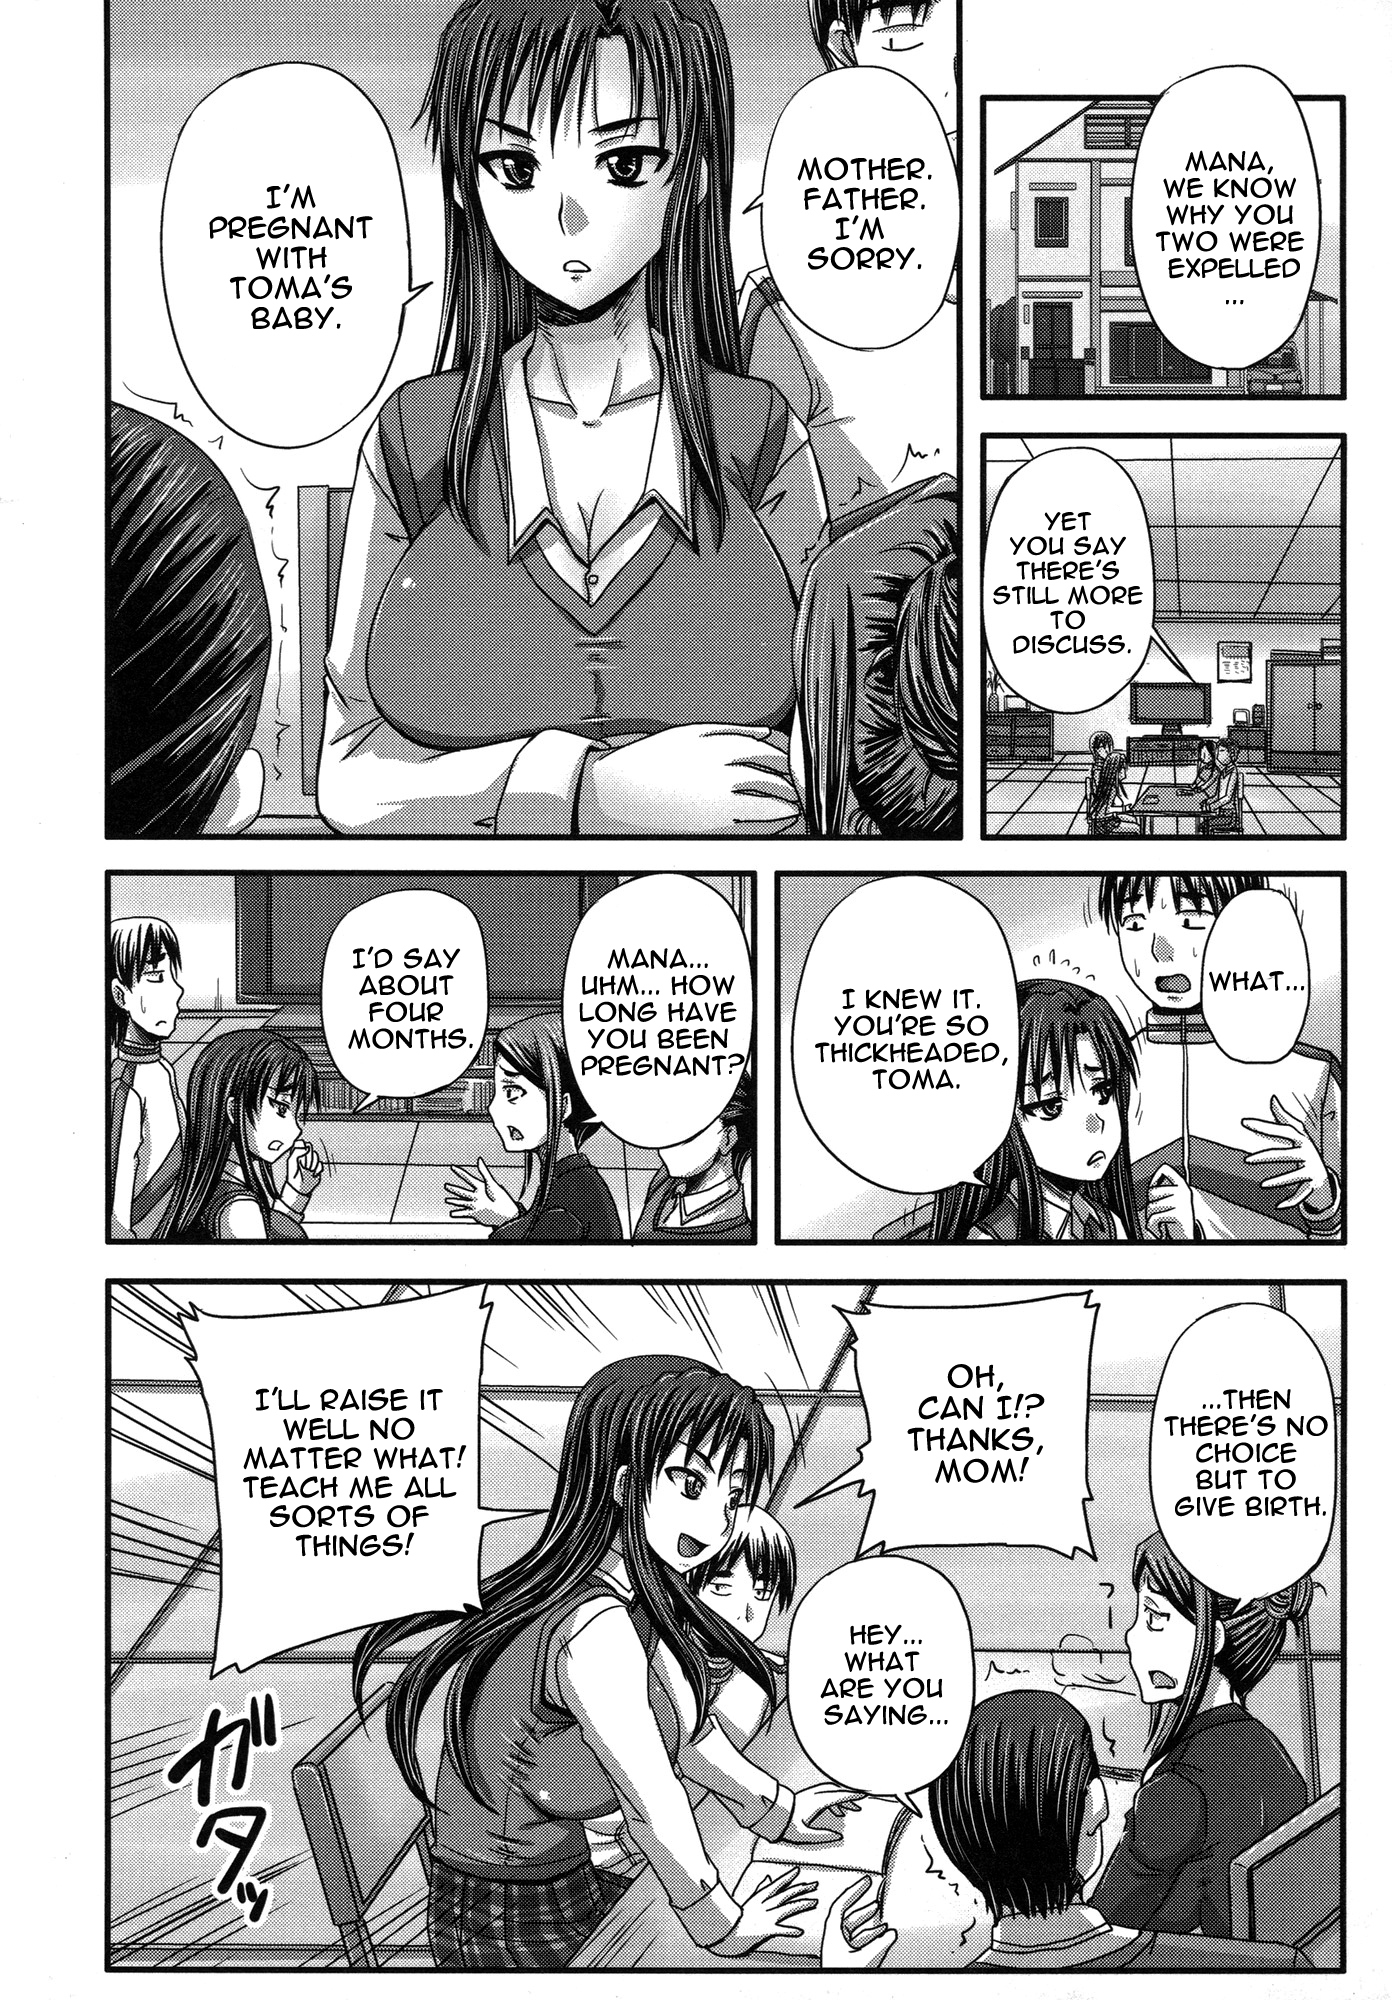 MANA,
WE KNOW
WHY YOU
TWO WERE
EXPELLED
...
YET
YOU SAY
THERE'S
STILL MORE
TO
DISCUSS.
MOTHER.
FATHER.
I'M
SORRY.
I'M
PREGNANT
WITH
TOMA'S
BABY.
WHAT...
I KNEW IT.
YOU'RE SO
THICKHEADED,
TOMA.
MANA...
UHM... HOW
LONG HAVE
YOU BEEN
PREGNANT?
I'D SAY
ABOUT
FOUR
MONTHS.
...THEN
THERE'S NO
CHOICE
BUT TO
GIVE BIRTH.
OH,
CAN I!?
THANKS,
MOM!
HEY...
WHAT
ARE YOU
SAYING...
I'LL RAISE IT
WELL NO
MATTER WHAT!
TEACH ME ALL
SORTS OF
THINGS!
ガタッ